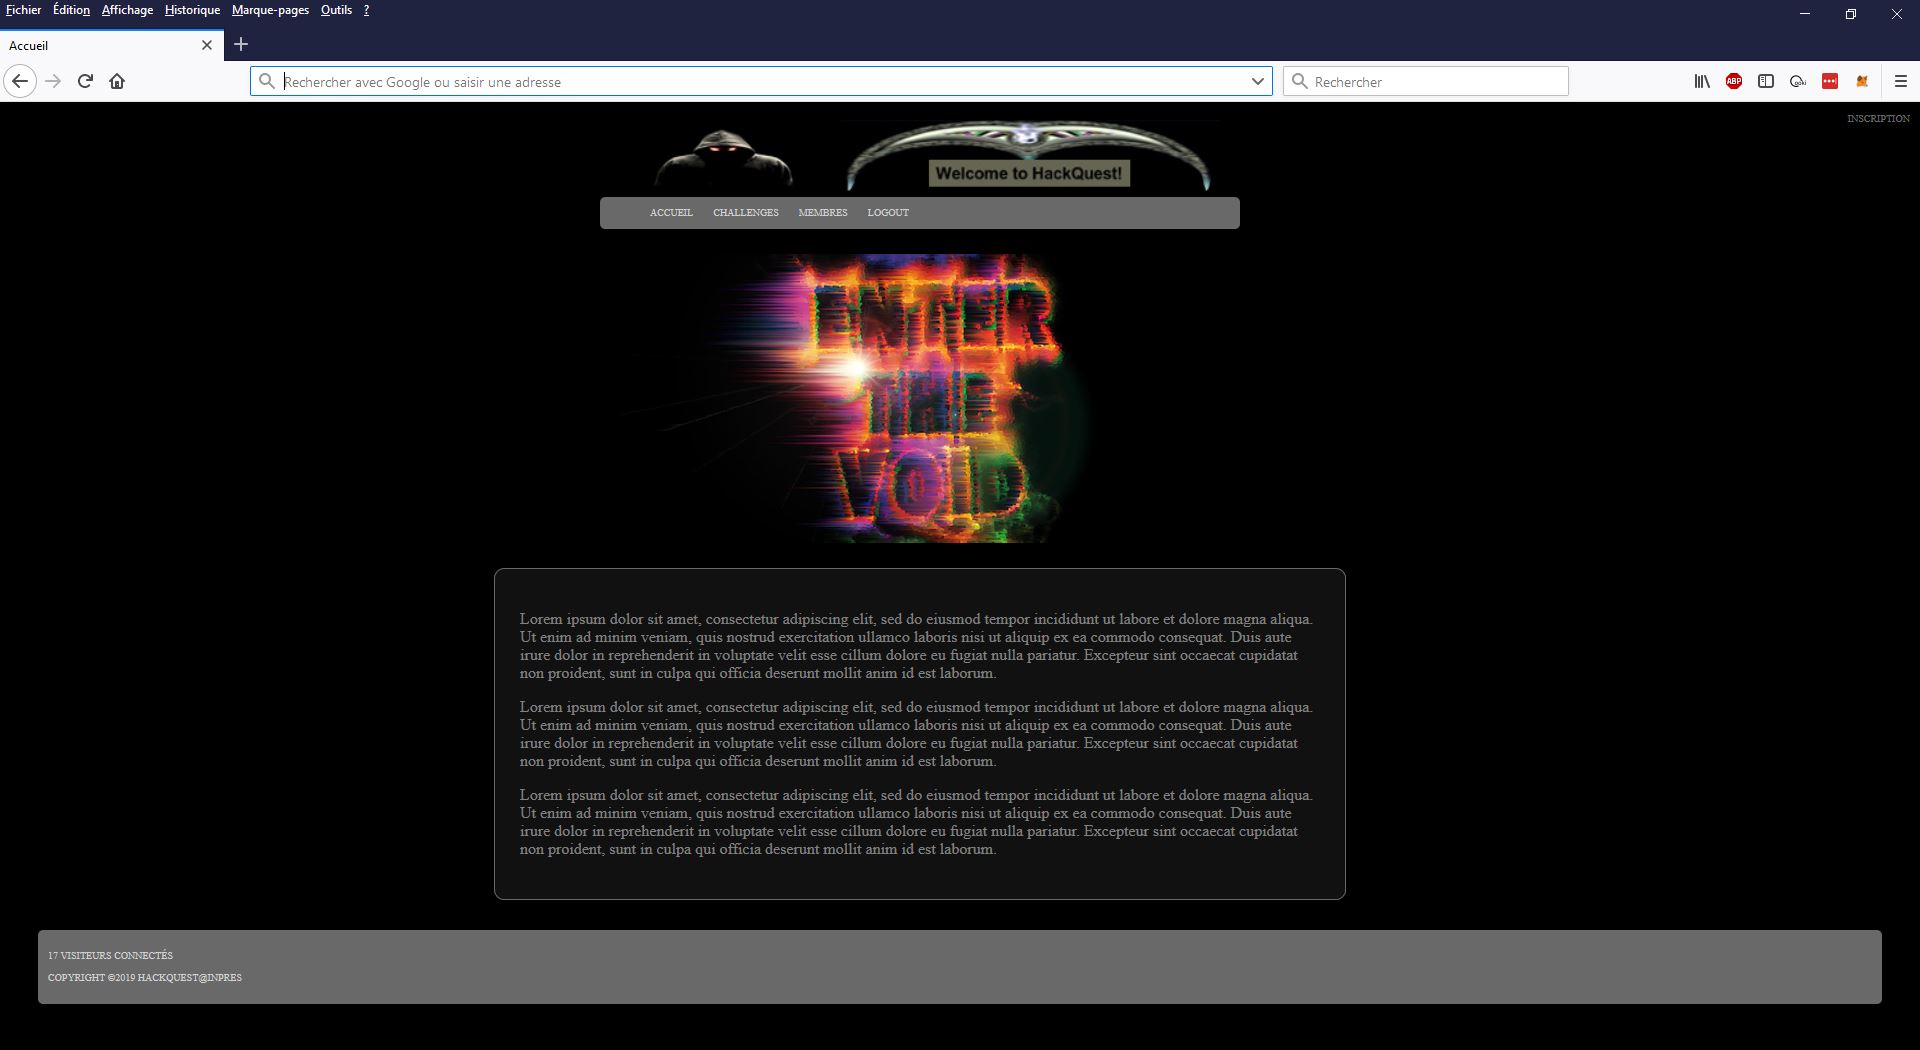 Fichier Édition Affichage Historique Marque-pages Outils ?
Accueil
Rechercher avec Google ou saisir une adresse
Rechercher
ABP
INSCRIPTION
Welcome to HackQuest!
ACCUEIL CHALLENGES MEMBRES LOGOUT
ENTER
THE
VOID
Lorem ipsum dolor sit amet, consectetur adipiscing elit, sed do eiusmod tempor incididunt ut labore et dolore magna aliqua.
Ut enim ad minim veniam, quis nostrud exercitation ullamco laboris nisi ut aliquip ex ea commodo consequat. Duis aute
irure dolor in reprehenderit in voluptate velit esse cillum dolore eu fugiat nulla pariatur. Excepteur sint occaecat cupidatat
non proident, sunt in culpa qui officia deserunt mollit anim id est laborum.
Lorem ipsum dolor sit amet, consectetur adipiscing elit, sed do eiusmod tempor incididunt ut labore et dolore magna aliqua.
Ut enim ad minim veniam, quis nostrud exercitation ullamco laboris nisi ut aliquip ex ea commodo consequat. Duis aute
irure dolor in reprehenderit in voluptate velit esse cillum dolore eu fugiat nulla pariatur. Excepteur sint occaecat cupidatat
non proident, sunt in culpa qui officia deserunt mollit anim id est laborum.
Lorem ipsum dolor sit amet, consectetur adipiscing elit, sed do eiusmod tempor incididunt ut labore et dolore magna aliqua.
Ut enim ad minim veniam, quis nostrud exercitation ullamco laboris nisi ut aliquip ex ea commodo consequat. Duis aute
irure dolor in reprehenderit in voluptate velit esse cillum dolore eu fugiat nulla pariatur. Excepteur sint occaecat cupidatat
non proident, sunt in culpa qui officia deserunt mollit anim id est laborum.
17 VISITEURS CONNECTÉS
COPYRIGHT ©2019 HACKQUEST@INPRES